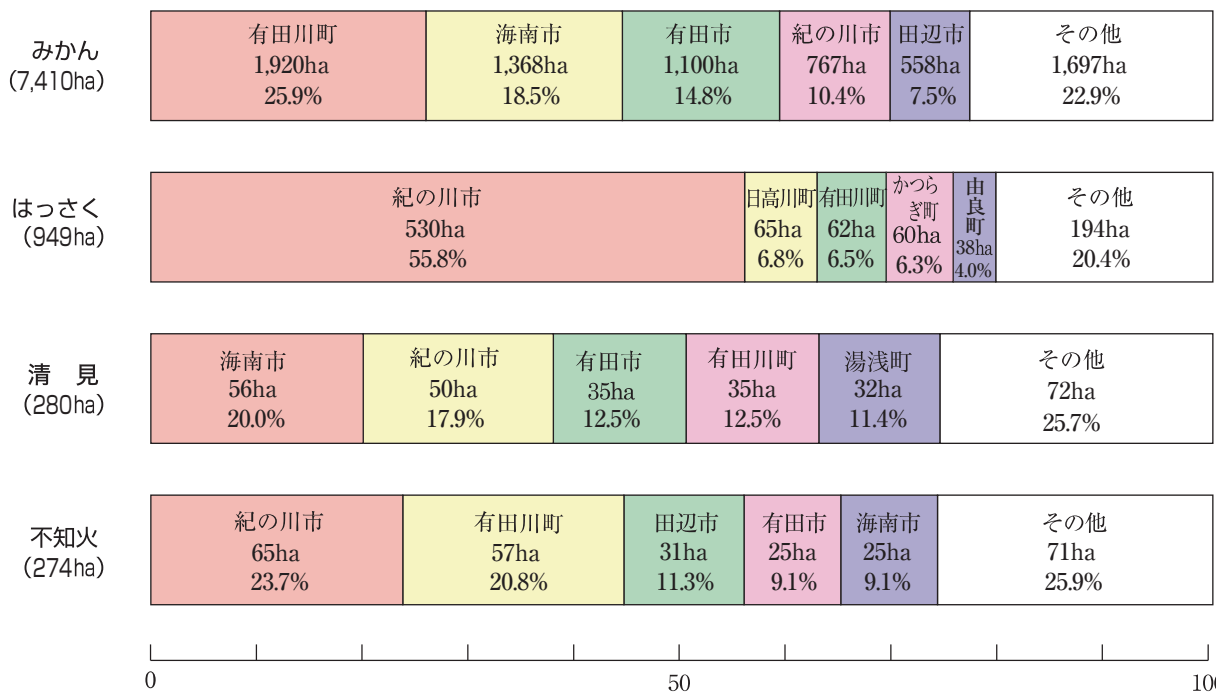 みかん
(7,410ha)
有田川町
1,920ha
25.9%
海南市
1,368ha
18.5%
有田市
1,100ha
14.8%
紀の川市
767ha
10.4%
田辺市
558ha
7.5%
その他
1,697ha
22.9%
はっさく
(949ha)
紀の川市
530ha
55.8%
日高川町
65ha
6.8%
有田川町
62ha
6.5%
かつら
ぎ町
60ha
6.3%
由良町
38ha
4.0%
その他
194ha
20.4%
清 見
(280ha)
海南市
56ha
20.0%
紀の川市
50ha
17.9%
有田市
35ha
12.5%
有田川町
35ha
12.5%
湯浅町
32ha
11.4%
その他
72ha
25.7%
不知火
(274ha)
紀の川市
65ha
23.7%
有田川町
57ha
20.8%
田辺市
31ha
11.3%
有田市
25ha
9.1%
海南市
25ha
9.1%
その他
71ha
25.9%
0
50
100